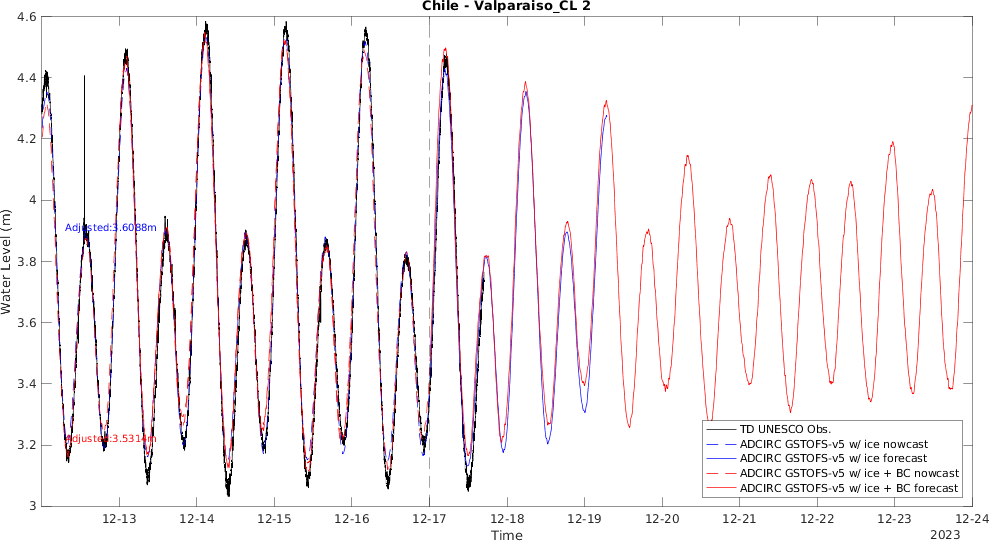 Chile - Valparaiso_CL 2
4.6
4.4
4.2
4
3.8
3.6
3.4
3.2
3
Water Level (m)
Adjusted:3.6088m
Adjusted:3.5314m
TD UNESCO Obs.
ADCIRC GSTOFS-v5 w/ ice nowcast
ADCIRC GSTOFS-v5 w/ ice forecast
ADCIRC GSTOFS-v5 w/ ice + BC nowcast
ADCIRC GSTOFS-v5 w/ ice + BC forecast
12-13 12-14 12-15 12-16 12-17 12-18 12-19 12-20 12-21 12-22 12-23 12-24
Time
2023